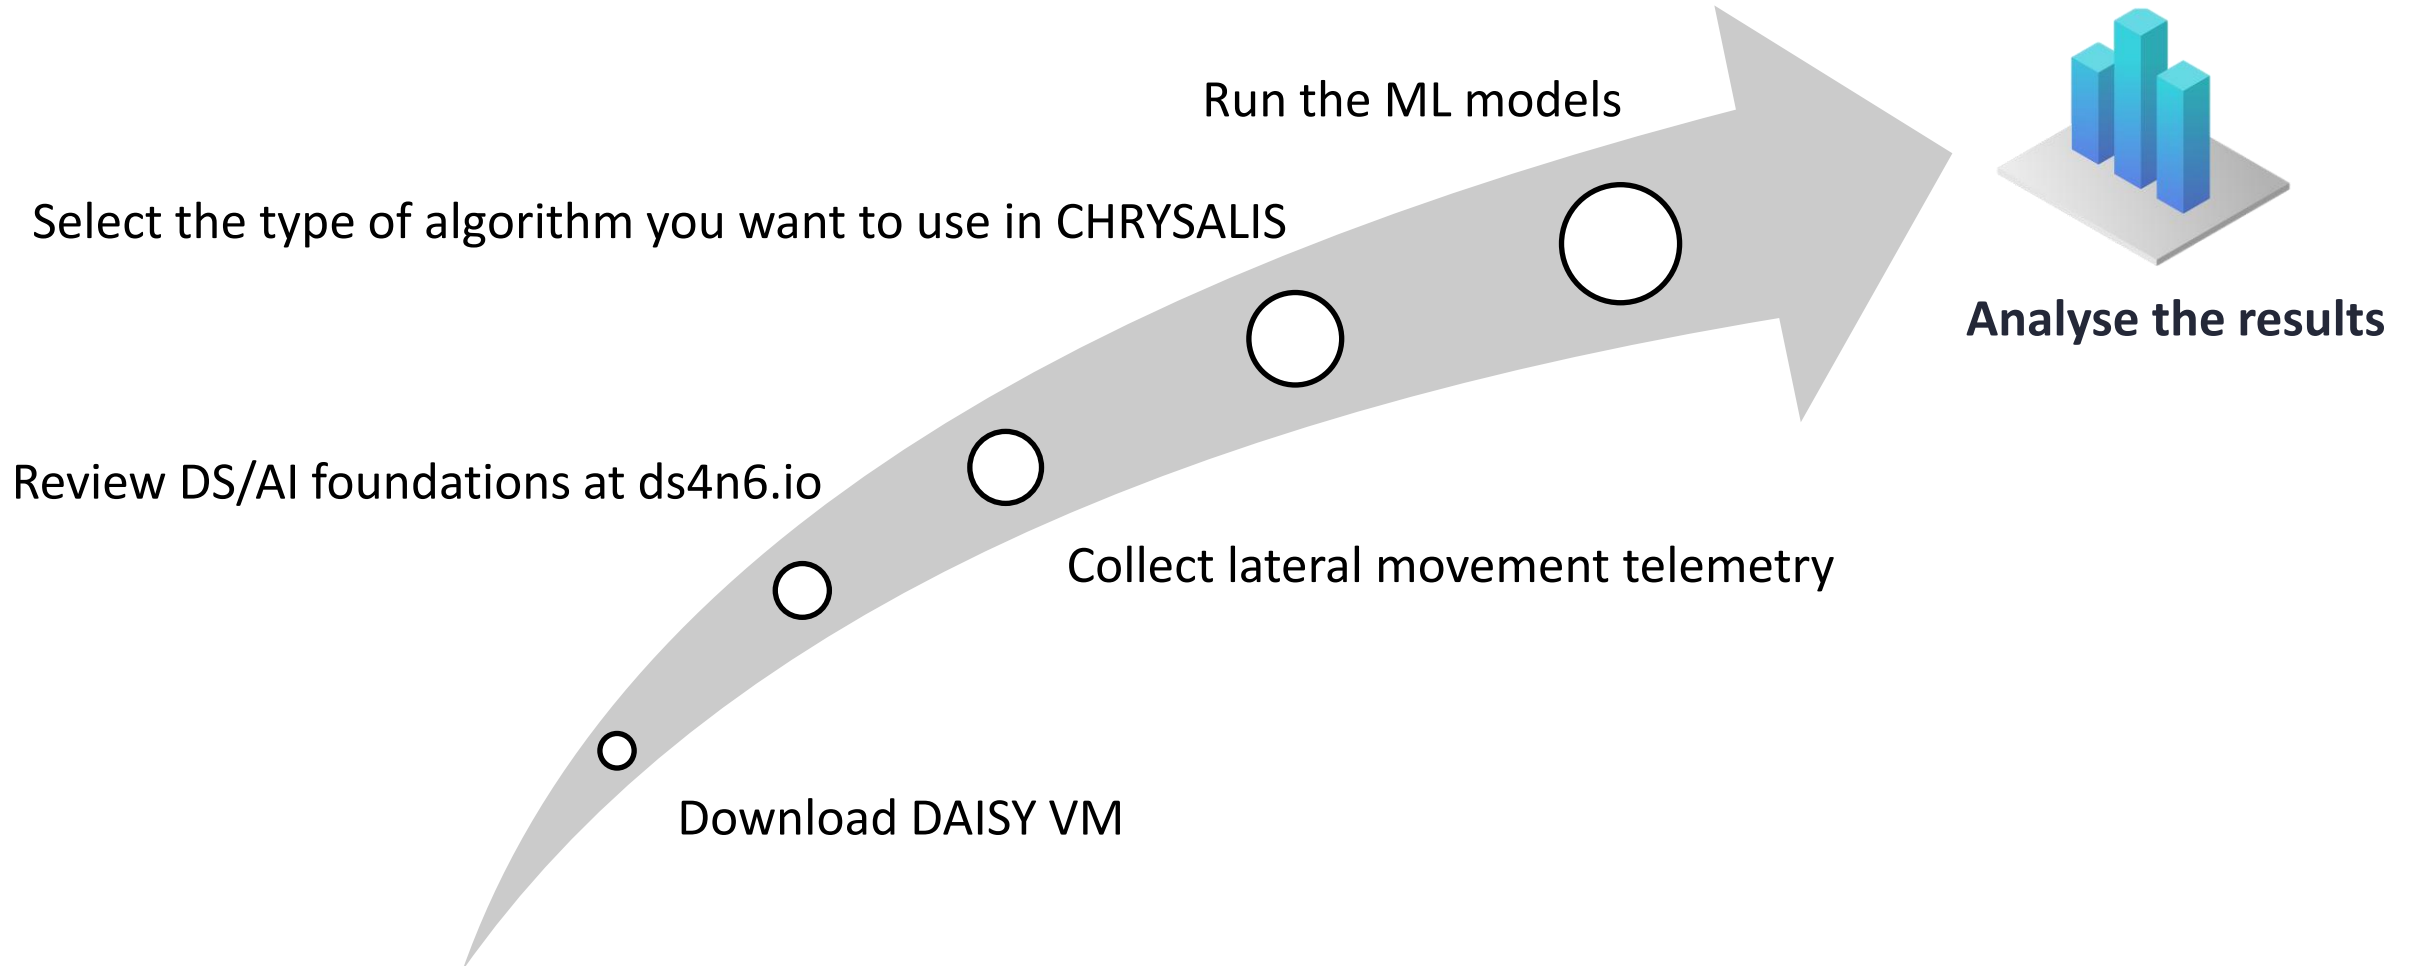 Run the ML models
Select the type of algorithm you want to use in CHRYSALIS
Analyse the results
Review DS/AI foundations at ds4n6.io
Collect lateral movement telemetry
Download DAISY VM